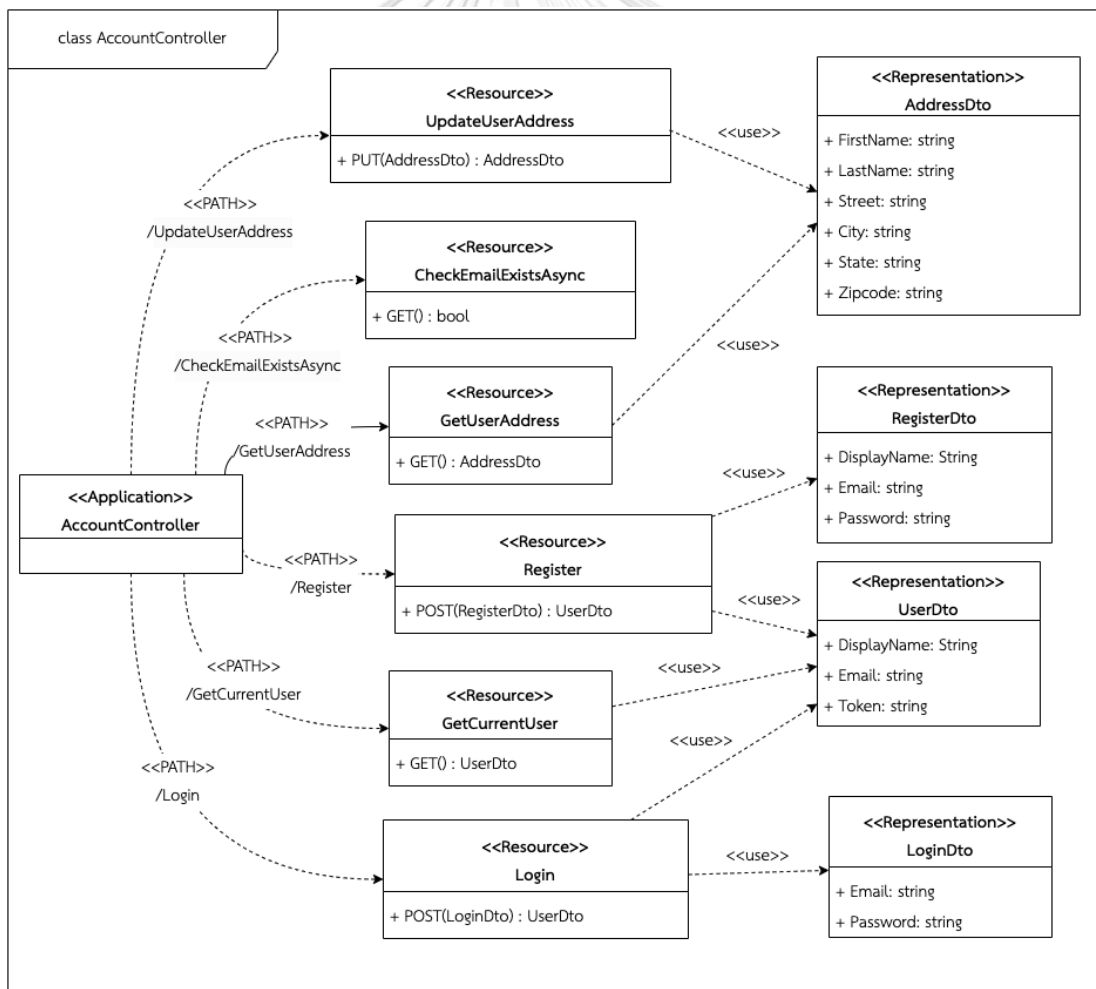 class AccountController
<<Resource>>
UpdateUserAddress
+ PUT(AddressDto) : AddressDto
<<use>>
<<Representation>>
AddressDto
+ FirstName: string
+ LastName: string
+ Street: string
+ City: string
+ State: string
+ Zipcode: string
<<PATH>>
/UpdateUserAddress
<<Resource>>
CheckEmailExistsAsync
+ GET() : bool
<<PATH>>
/CheckEmailExistsAsync
<<use>>
<<Resource>>
GetUserAddress
+ GET() : AddressDto
<<PATH>>
/GetUserAddress
<<Representation>>
RegisterDto
+ DisplayName: String
+ Email: string
+ Password: string
<<use>>
<<Application>>
AccountController
<<PATH>>
/Register
<<Resource>>
Register
+ POST(RegisterDto) : UserDto
<<use>>
<<Representation>>
UserDto
+ DisplayName: String
+ Email: string
+ Token: string
<<PATH>>
/GetCurrentUser
<<use>>
<<Resource>>
GetCurrentUser
+ GET() : UserDto
<<use>>
<<PATH>>
/Login
<<Resource>>
Login
+ POST(LoginDto) : UserDto
<<use>>
<<Representation>>
LoginDto
+ Email: string
+ Password: string